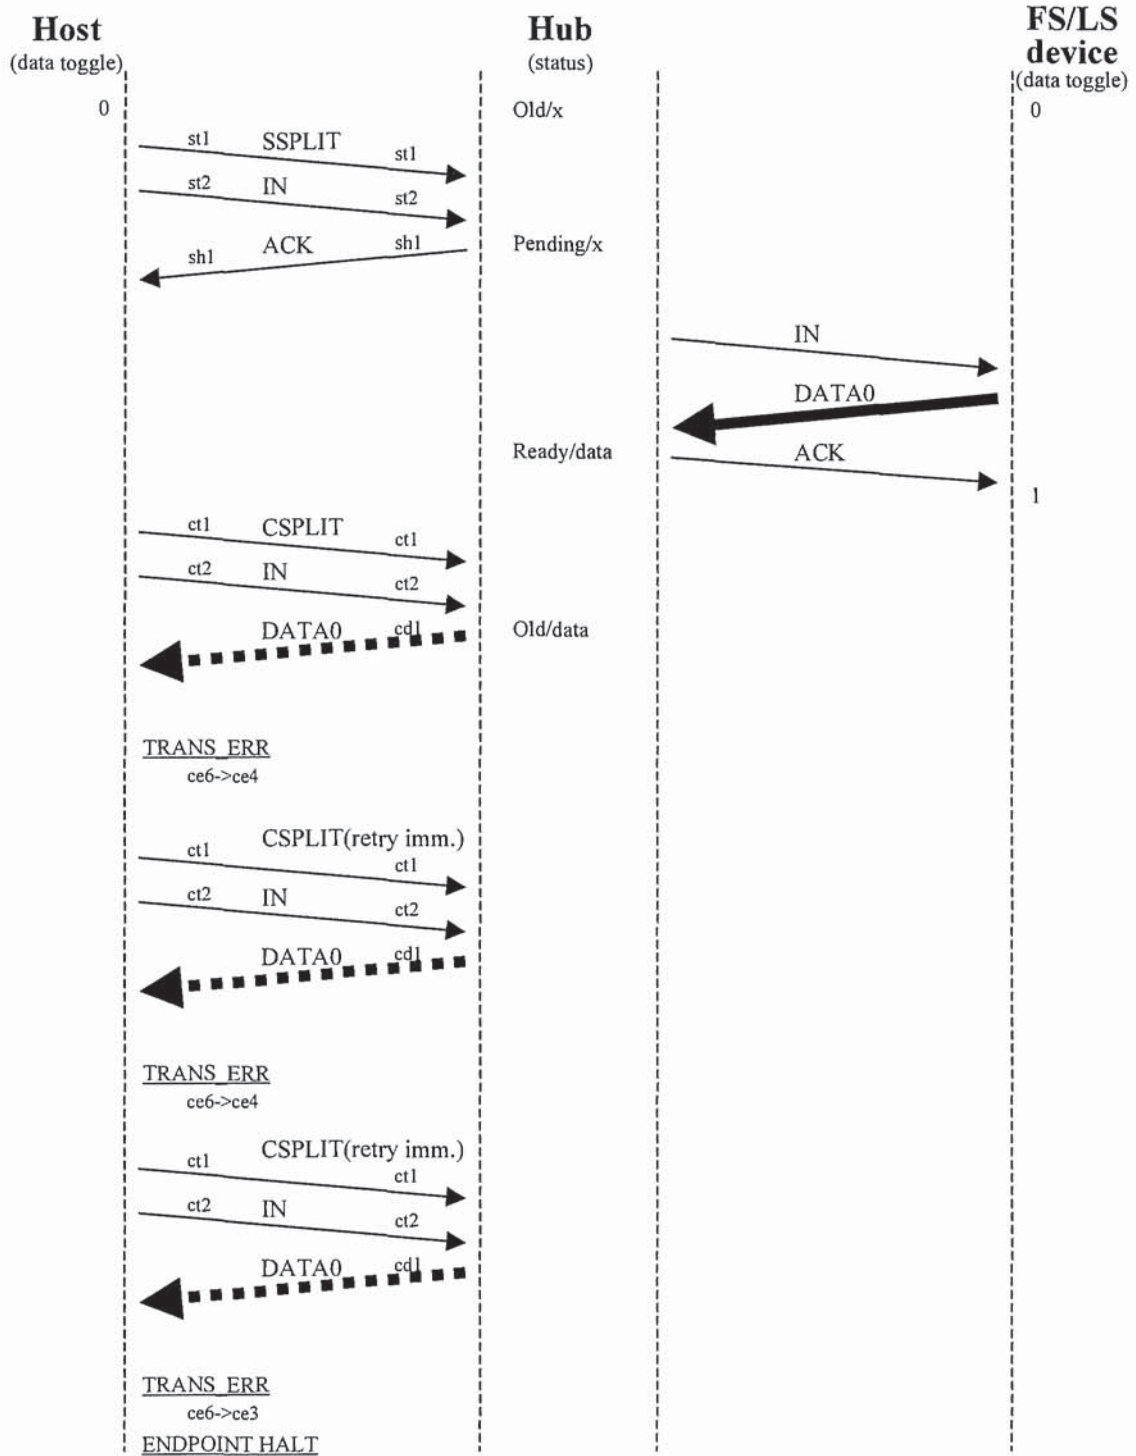 Host
(data toggle)
Hub
(status)
FS/LS
device
(data toggle)
0
Old/x
0
st1 SSPLIT st1
st2 IN st2
ACK sh1
sh1
Pending/x
IN
DATA0
Ready/data
ACK
1
ct1 CSPLIT ct1
ct2 IN ct2
DATA0 cd1
Old/data
TRANS_ERR
ce6->ce4
CSPLIT(retry imm.)
ct1 ct1
ct2 IN ct2
DATA0 cd1
TRANS_ERR
ce6->ce4
CSPLIT(retry imm.)
ct1 ct1
ct2 IN ct2
DATA0 cd1
TRANS_ERR
ce6->ce3
ENDPOINT HALT